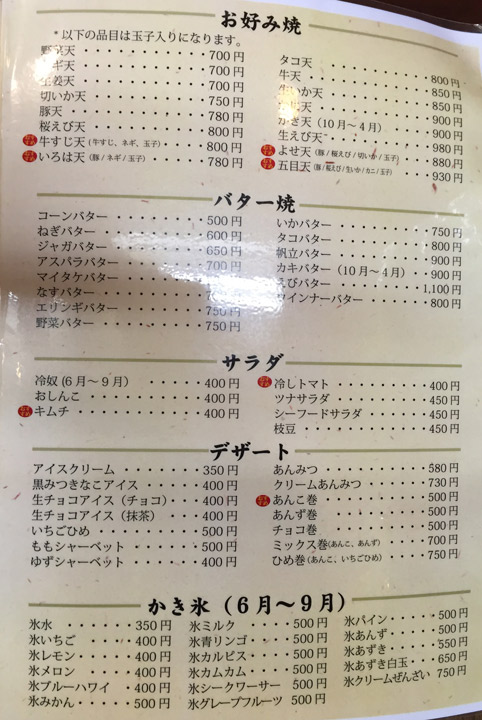 お好み焼
*以下の品目は玉子入りになります。
野菜天 ・・・・・・・・・ 700円
ギ天 ・・・・・・・・・ 700円
生姜天 ・・・・・・・・・ 700円
切いか天 ・・・・・・・・ 750円
豚天 ・・・・・・・・・ 780円
桜えび天 ・・・・・・・・ 800円
牛すじ天(牛すじ、ネギ、玉子)・・・・ 800円
いろは天(豚/ネギ/玉子)・・・・ 780円
タコ天 ・・・・・・・・・ 800円
牛天 ・・・・・・・・・ 850円
生いか天 ・・・・・・・・ 850円
天 ・・・・・・・・・ 900円
かき天(10月〜4月)・・・・ 900円
生えび天 ・・・・・・・・ 980円
よせ天(豚/桜えび/切いか/玉子)・・ 880円
五目天(豚/桜えび/生いか/カニ/玉子)・・ 930円
バター焼
コーンバター ・・・・・・・ 500円
ねぎバター ・・・・・・・ 600円
ジャガバター ・・・・・・・ 650円
アスパラバター ・・・・・・ 700円
マイタケバター ・・・・・・
なすバター ・・・・・・・
エリンギバター ・・・・・・ 750円
野菜バター ・・・・・・・ 750円
いかバター ・・・・・・・ 750円
タコバター ・・・・・・・ 800円
帆立バター ・・・・・・・ 900円
カキバター(10月〜4月)・・・ 900円
えびバター ・・・・・・・ 1,100円
ウインナーバター ・・・・・ 800円
サラダ
冷奴(6月〜9月) ・・・・・ 400円
おしんこ ・・・・・・・・ 400円
キムチ ・・・・・・・・・ 400円
冷しトマト ・・・・・・・ 400円
ツナサラダ ・・・・・・・ 450円
シーフードサラダ ・・・・・ 450円
枝豆 ・・・・・・・・・ 450円
デザート
アイスクリーム ・・・・・・ 350円
黒みつきなこアイス ・・・・ 400円
生チョコアイス(チョコ)・・・ 400円
生チョコアイス(抹茶)・・・・ 400円
いちごひめ ・・・・・・・ 500円
ももシャーベット ・・・・・ 500円
ゆずシャーベット ・・・・・ 400円
あんみつ ・・・・・・・・ 580円
クリームあんみつ ・・・・・ 730円
あんこ巻 ・・・・・・・・ 500円
あんず巻 ・・・・・・・・ 500円
チョコ巻 ・・・・・・・・ 500円
ミックス巻(あんこ、あんず)・・・ 700円
ひめ巻(あんこ、いちごひめ)・・・ 750円
かき氷(6月〜9月)
氷水 ・・・・・・ 350円
氷いちご ・・・・ 400円
氷レモン ・・・・ 400円
氷メロン ・・・・ 400円
氷ブルーハワイ ・・ 400円
氷みかん ・・・・ 500円
氷ミルク ・・・・ 500円
氷青リンゴ ・・・ 500円
氷カルピス ・・・ 500円
氷カムカム ・・・ 500円
氷シークワーサー 500円
氷グレープフルーツ 500円
氷パイン ・・・・ 500円
氷あんず ・・・・ 500円
氷あずき ・・・・ 550円
氷あずき白玉 ・・ 650円
氷クリームぜんざい 750円